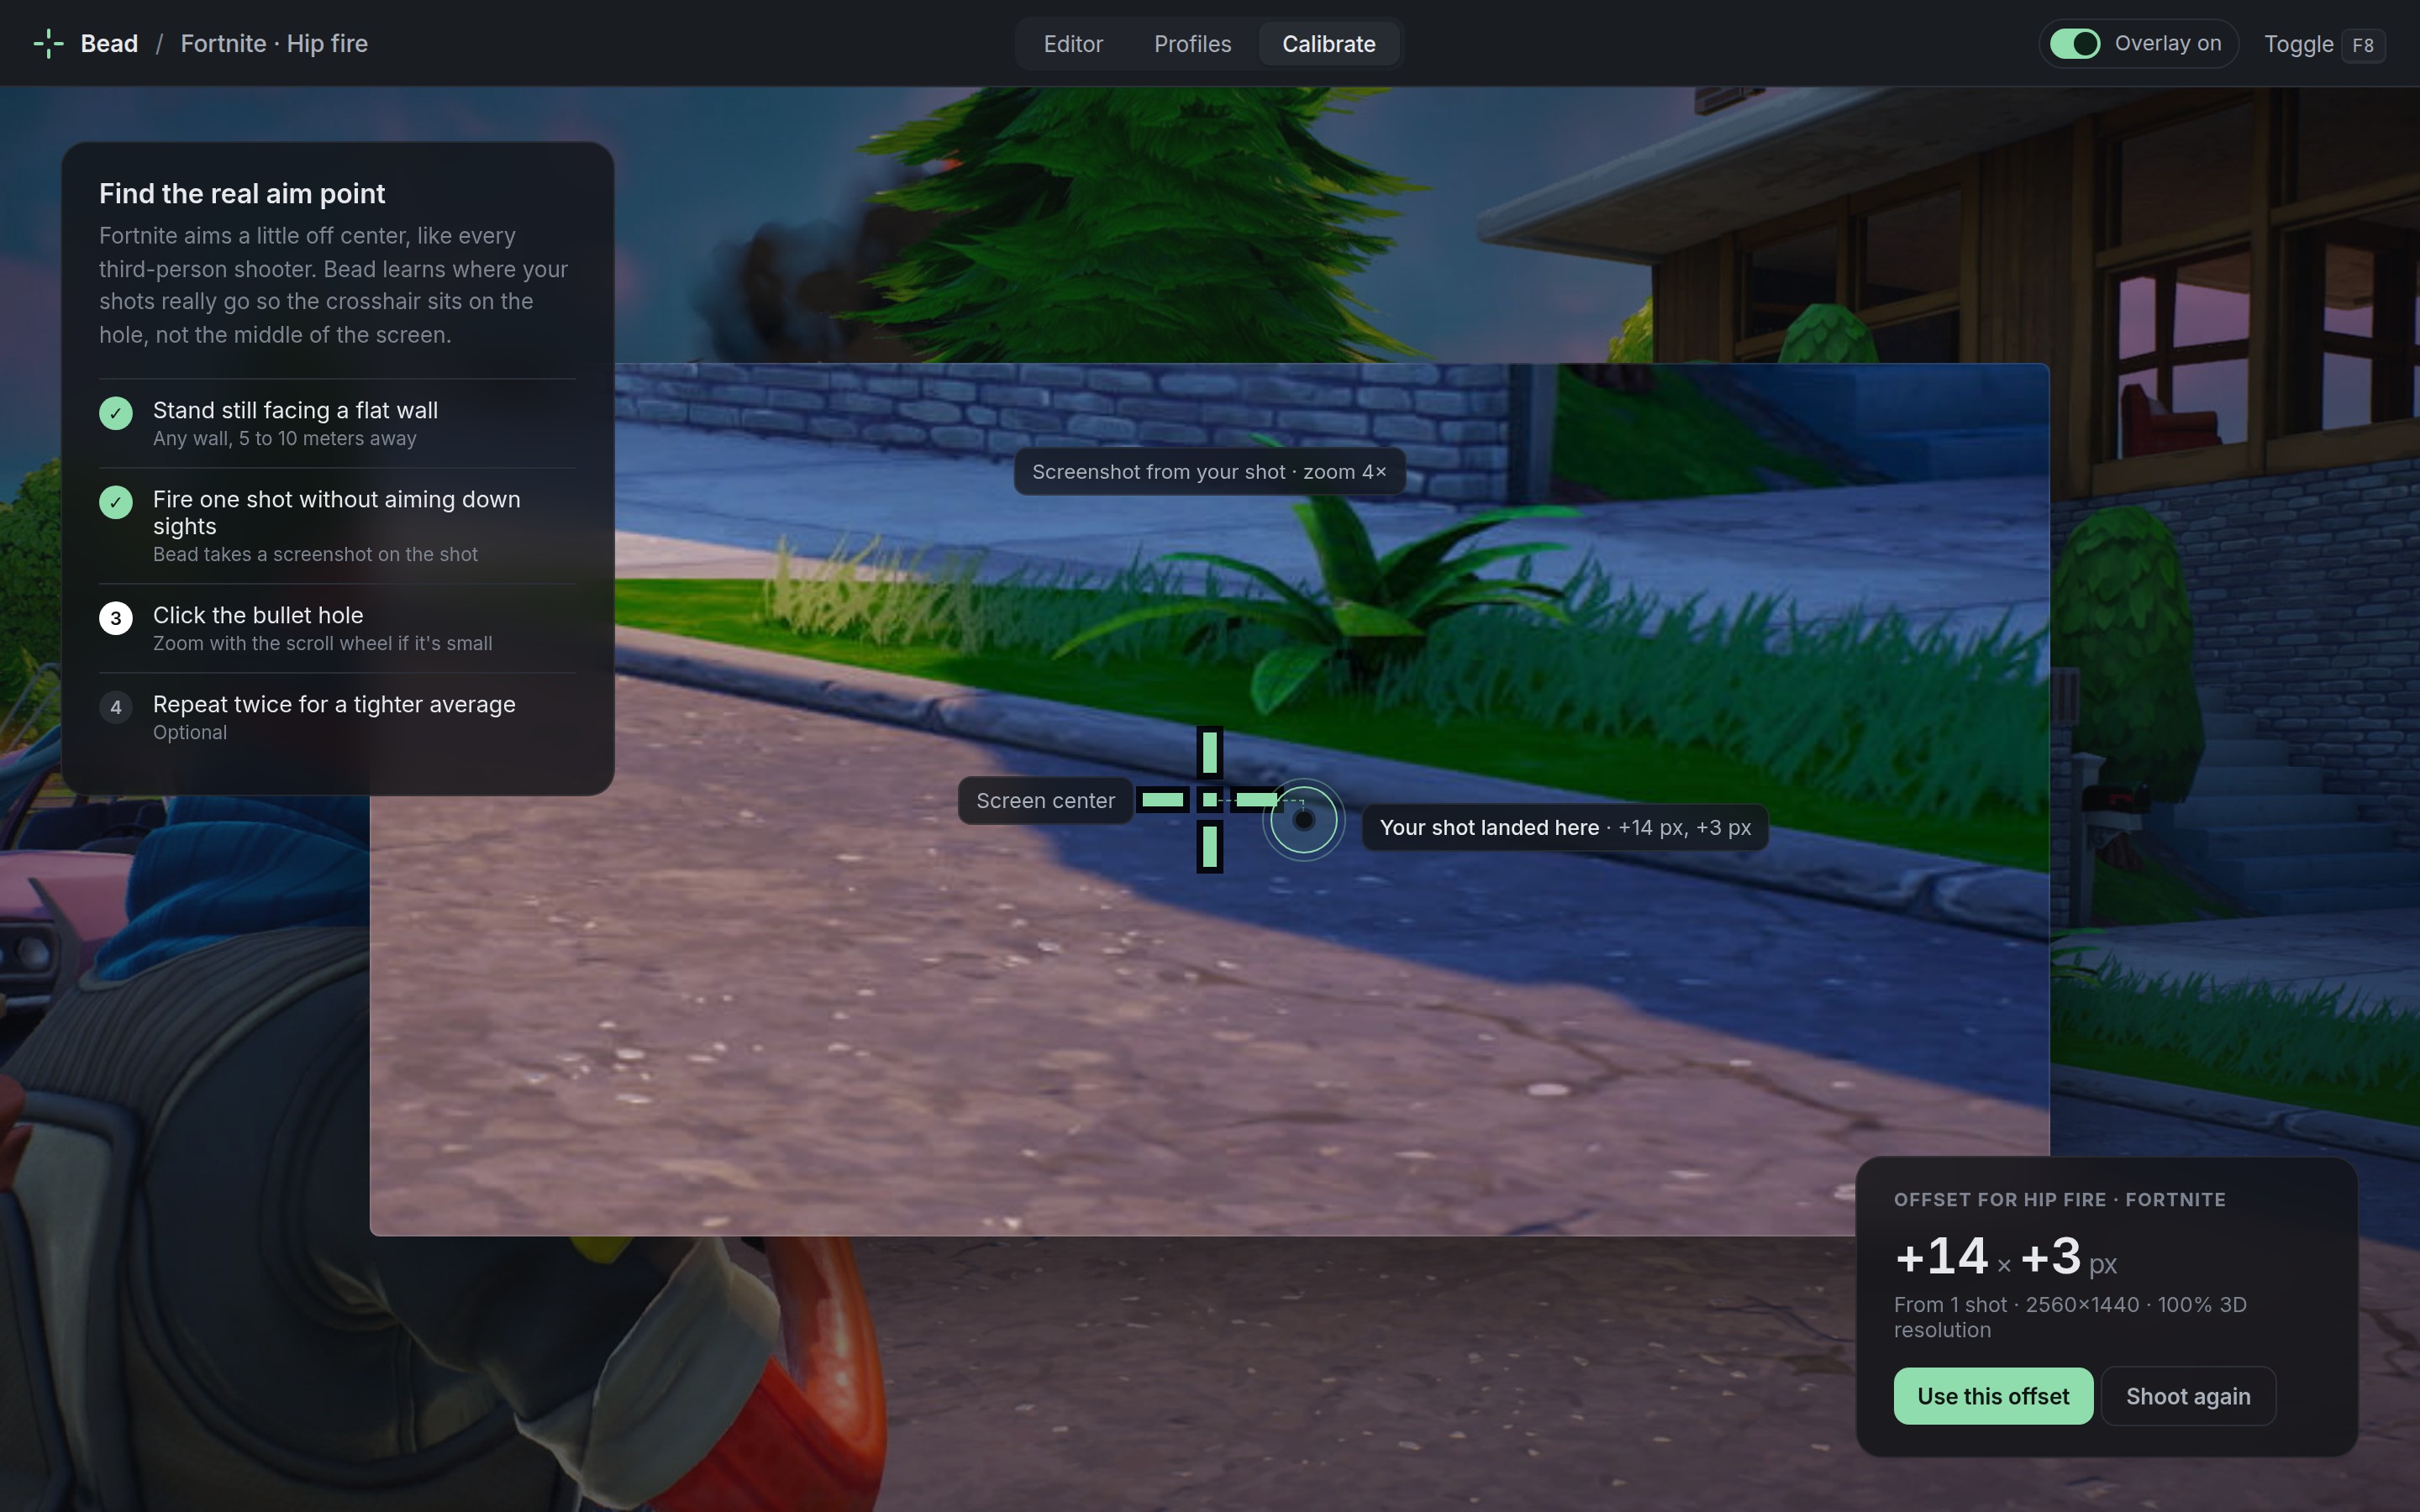 Bead / Fortnite · Hip fire
Editor
Profiles
Calibrate
Overlay on
Toggle F8
Find the real aim point
Fortnite aims a little off center, like every
third-person shooter. Bead learns where your
shots really go so the crosshair sits on the
hole, not the middle of the screen.
✓ Stand still facing a flat wall
Any wall, 5 to 10 meters away
✓ Fire one shot without aiming down
sights
Bead takes a screenshot on the shot
3 Click the bullet hole
Zoom with the scroll wheel if it's small
4 Repeat twice for a tighter average
Optional
Screenshot from your shot · zoom 4×
Screen center
Your shot landed here · +14 px, +3 px
OFFSET FOR HIP FIRE · FORTNITE
+14 × +3 px
From 1 shot · 2560×1440 · 100% 3D
resolution
Use this offset
Shoot again